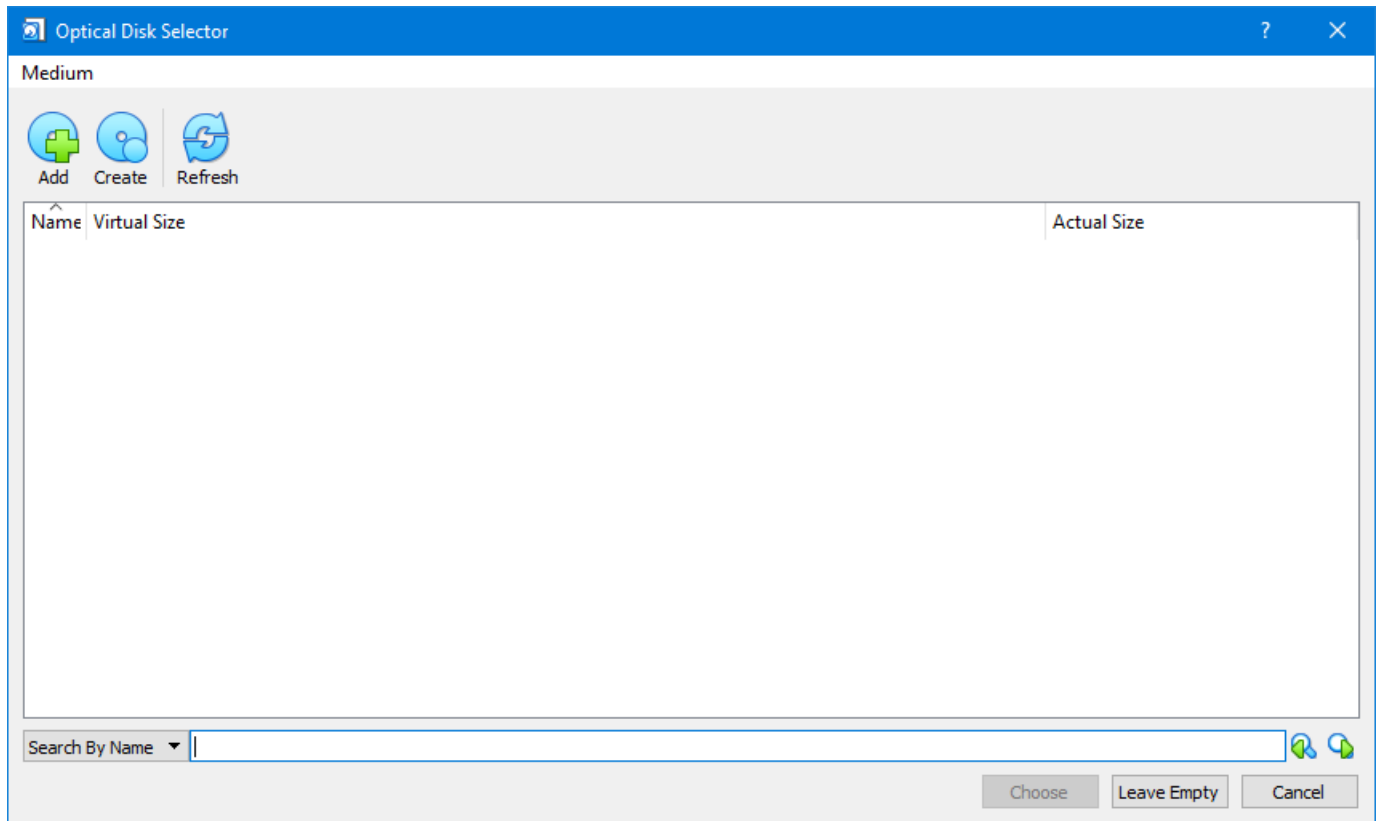 Optical Disk Selector ?
Medium
Add Create Refresh
Name Virtual Size Actual Size
Search By Name
Choose Leave Empty Cancel